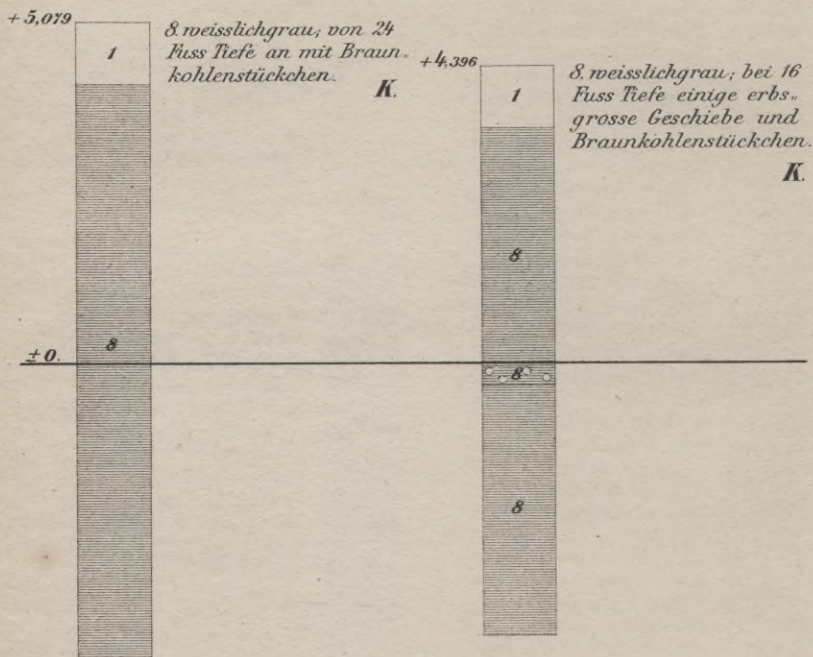 +5,079
1
8. weisslichgrau; von 24
Fuss Tiefe an mit Braun-
kohlenstückchen.
K.
8
±0.
+4,396
1
8. weisslichgrau; bei 16
Fuss Tiefe einige erbs-
grosse Geschiebe und
Braunkohlenstückchen.
K.
8
8
8